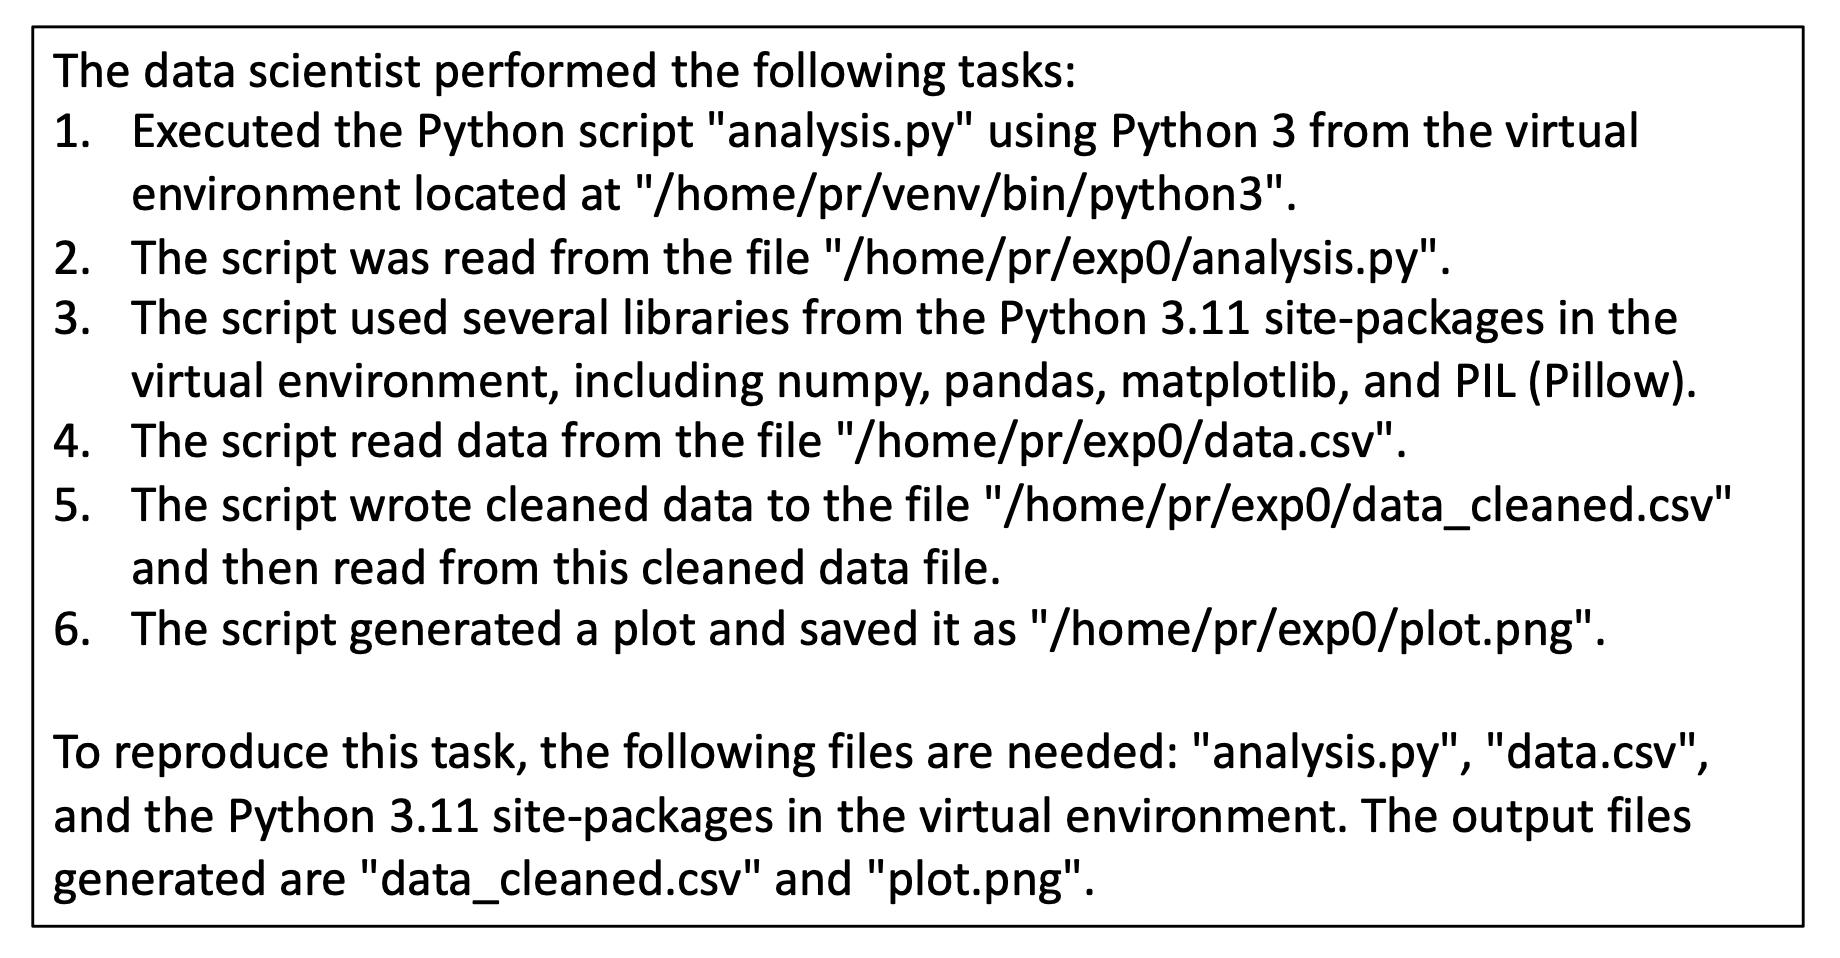 The data scientist performed the following tasks:
1. Executed the Python script "analysis.py" using Python 3 from the virtual
environment located at "/home/pr/venv/bin/python3".
2. The script was read from the file "/home/pr/exp0/analysis.py".
3. The script used several libraries from the Python 3.11 site-packages in the
virtual environment, including numpy, pandas, matplotlib, and PIL (Pillow).
4. The script read data from the file "/home/pr/exp0/data.csv".
5. The script wrote cleaned data to the file "/home/pr/exp0/data_cleaned.csv"
and then read from this cleaned data file.
6. The script generated a plot and saved it as "/home/pr/exp0/plot.png".
To reproduce this task, the following files are needed: "analysis.py", "data.csv",
and the Python 3.11 site-packages in the virtual environment. The output files
generated are "data_cleaned.csv" and "plot.png".